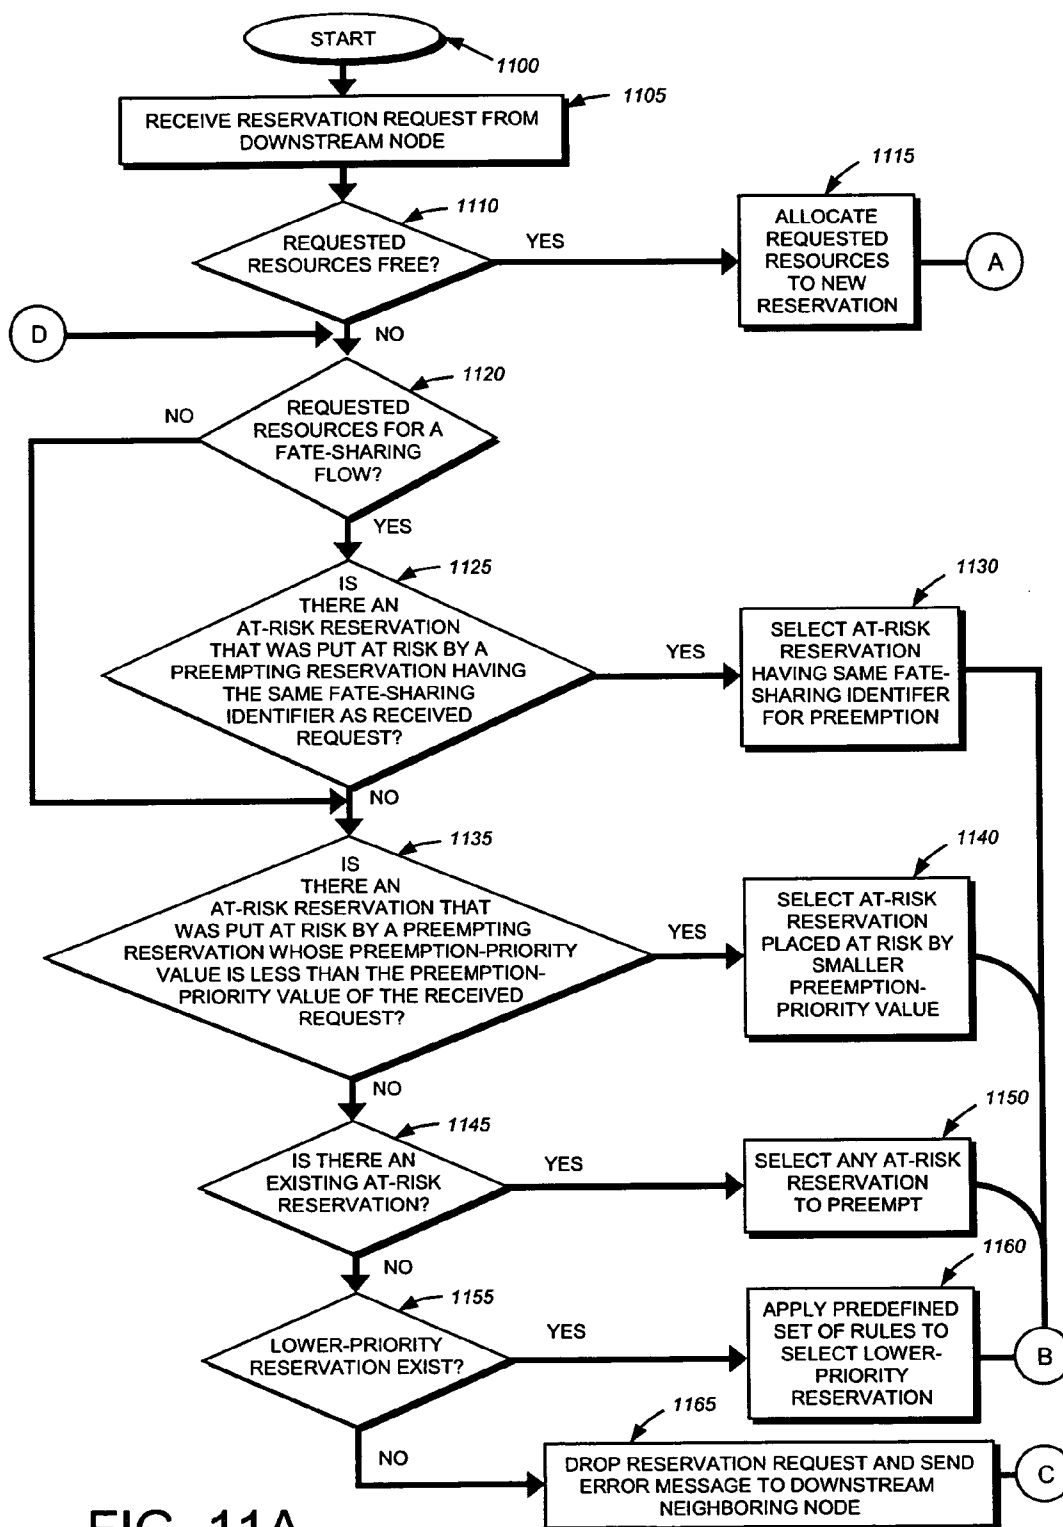 START
1100
1105
RECEIVE RESERVATION REQUEST FROM
DOWNSTREAM NODE
1110
REQUESTED
RESOURCES FREE?
YES
1115
ALLOCATE
REQUESTED
RESOURCES
TO NEW
RESERVATION
A
D
NO
1120
NO
REQUESTED
RESOURCES FOR A
FATE-SHARING
FLOW?
YES
1125
IS
THERE AN
AT-RISK RESERVATION
THAT WAS PUT AT RISK BY A
PREEMPTING RESERVATION HAVING
THE SAME FATE-SHARING
IDENTIFIER AS RECEIVED
REQUEST?
YES
1130
SELECT AT-RISK
RESERVATION
HAVING SAME FATE-
SHARING IDENTIFER
FOR PREEMPTION
NO
1135
IS
THERE AN
AT-RISK RESERVATION THAT
WAS PUT AT RISK BY A PREEMPTING
RESERVATION WHOSE PREEMPTION-PRIORITY
VALUE IS LESS THAN THE PREEMPTION-
PRIORITY VALUE OF THE RECEIVED
REQUEST?
YES
1140
SELECT AT-RISK
RESERVATION
PLACED AT RISK BY
SMALLER
PREEMPTION-
PRIORITY VALUE
NO
1145
IS THERE AN
EXISTING AT-RISK
RESERVATION?
YES
1150
SELECT ANY AT-RISK
RESERVATION
TO PREEMPT
NO
1155
LOWER-PRIORITY
RESERVATION EXIST?
YES
1160
APPLY PREDEFINED
SET OF RULES TO
SELECT LOWER-
PRIORITY
RESERVATION
B
NO
1165
DROP RESERVATION REQUEST AND SEND
ERROR MESSAGE TO DOWNSTREAM
NEIGHBORING NODE
C
FIG. 11A